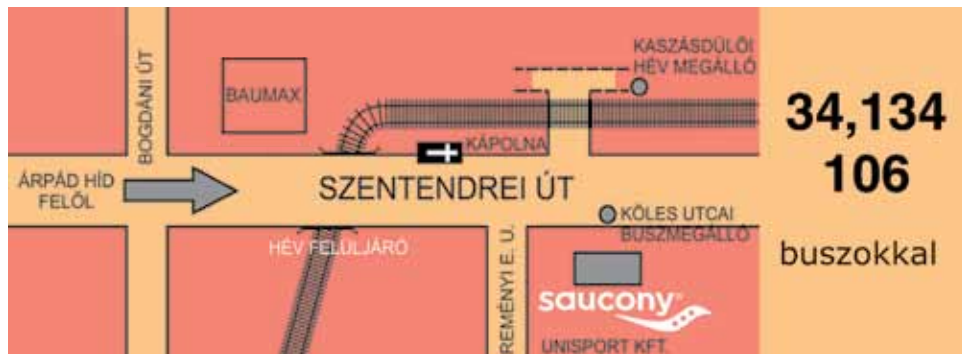 BOGDÁNI ÚT
BAUMAX
KASZÁSDŰLŐI
HÉV MEGÁLLÓ
KÁPOLNA
ÁRPÁD HÍD
FELŐL
SZENTENDREI ÚT
HÉV FELÜLJÁRÓ
REMÉNYI E. U.
KÖLES UTCAI
BUSZMEGÁLLÓ
saucony
UNISPORT KFT.
34,134
106
buszokkal